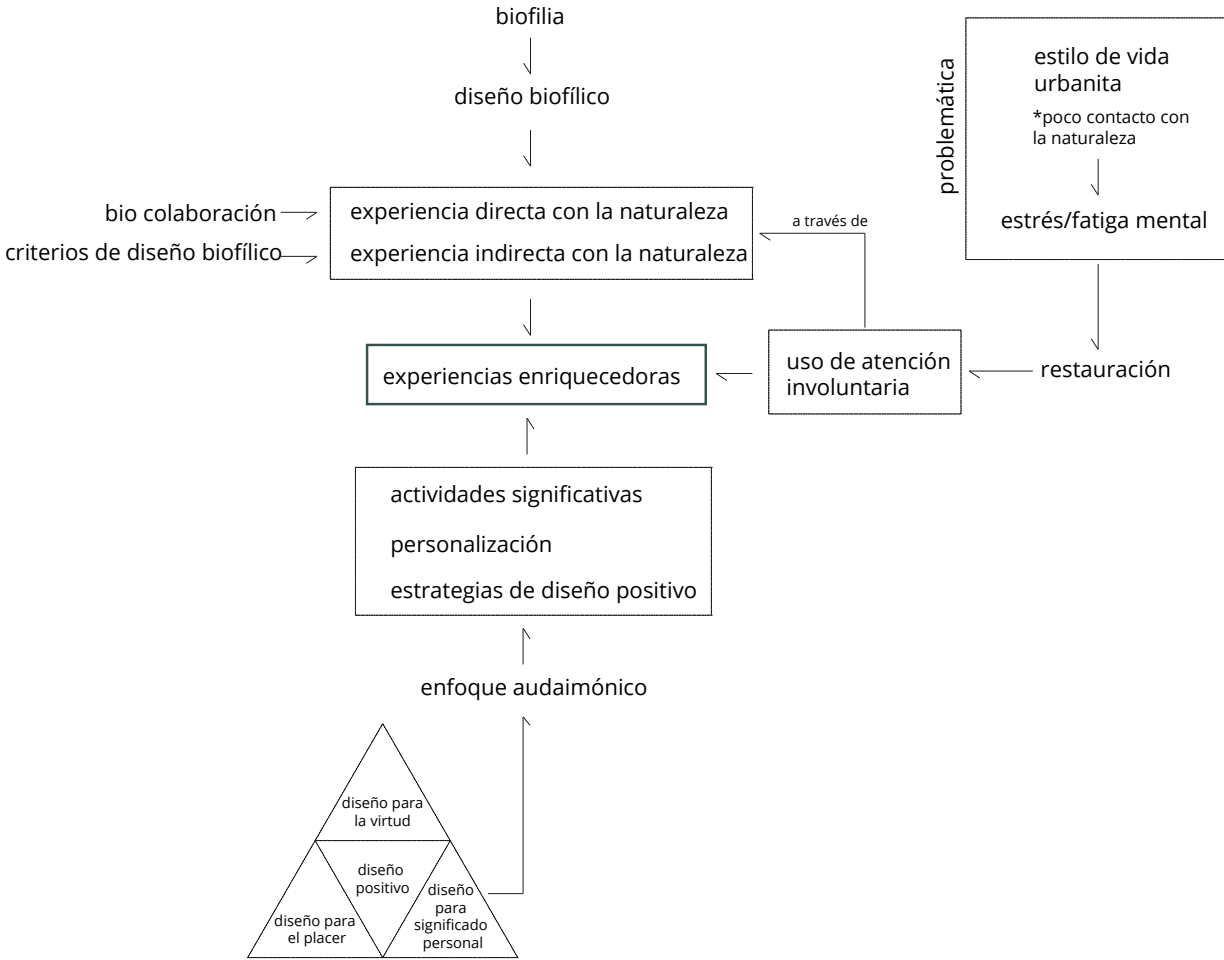 biofilia
diseño biofílico
bio colaboración
criterios de diseño biofílico
experiencia directa con la naturaleza
experiencia indirecta con la naturaleza
a través de
problemática
estilo de vida
urbanita
*poco contacto con
la naturaleza
estrés/fatiga mental
restauración
uso de atención
involuntaria
experiencias enriquecedoras
actividades significativas
personalización
estrategias de diseño positivo
enfoque audaimónico
diseño para
la virtud
diseño
positivo
diseño para
el placer
diseño
para
significado
personal